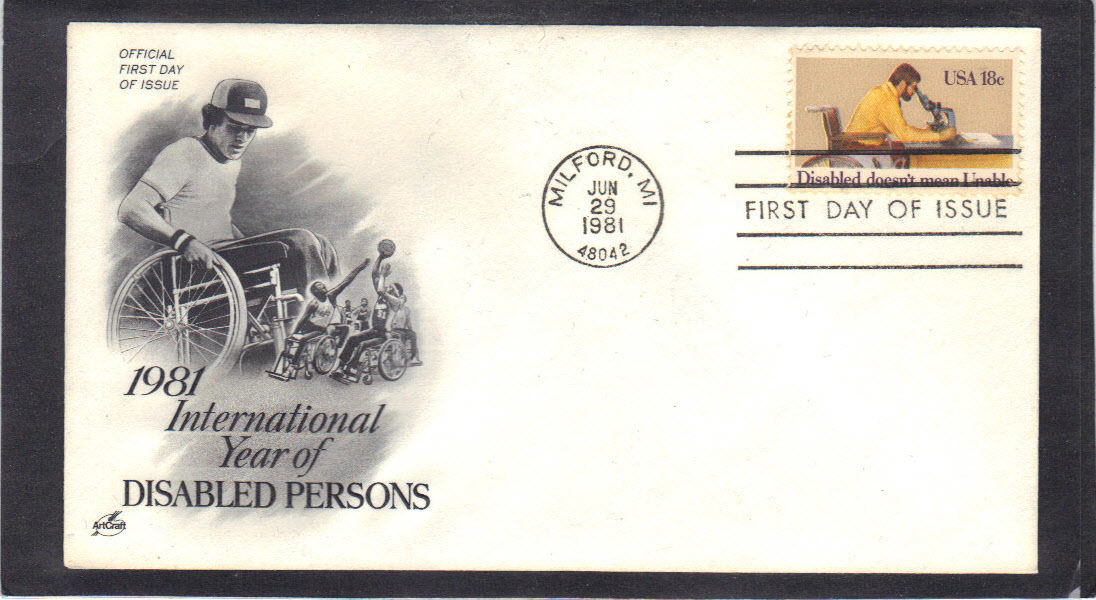 OFFICIAL
FIRST DAY
OF ISSUE
USA 18c
Disabled doesn't mean Unable
MILFORD, MI
JUN
29
1981
48042
FIRST DAY OF ISSUE
1981
International
Year of
DISABLED PERSONS
ArtCraft